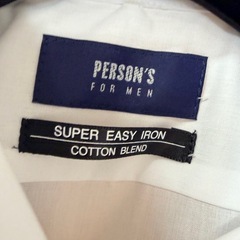 PERSON'S
FOR MEN
SUPER EASY IRON
COTTON BLEND